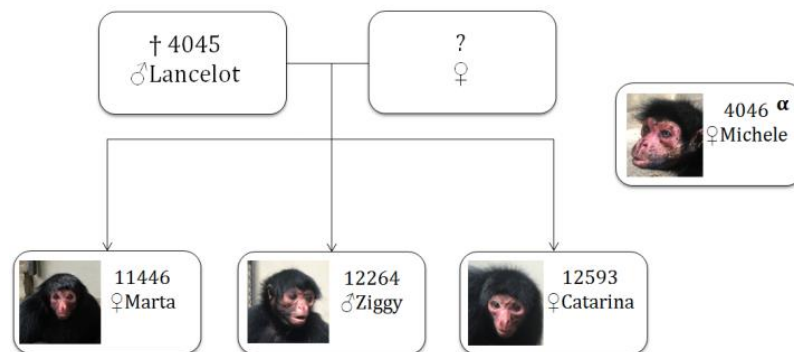 † 4045
♂Lancelot
?
♀
4046 α
♀Michele
11446
♀Marta
12264
♂Ziggy
12593
♀Catarina